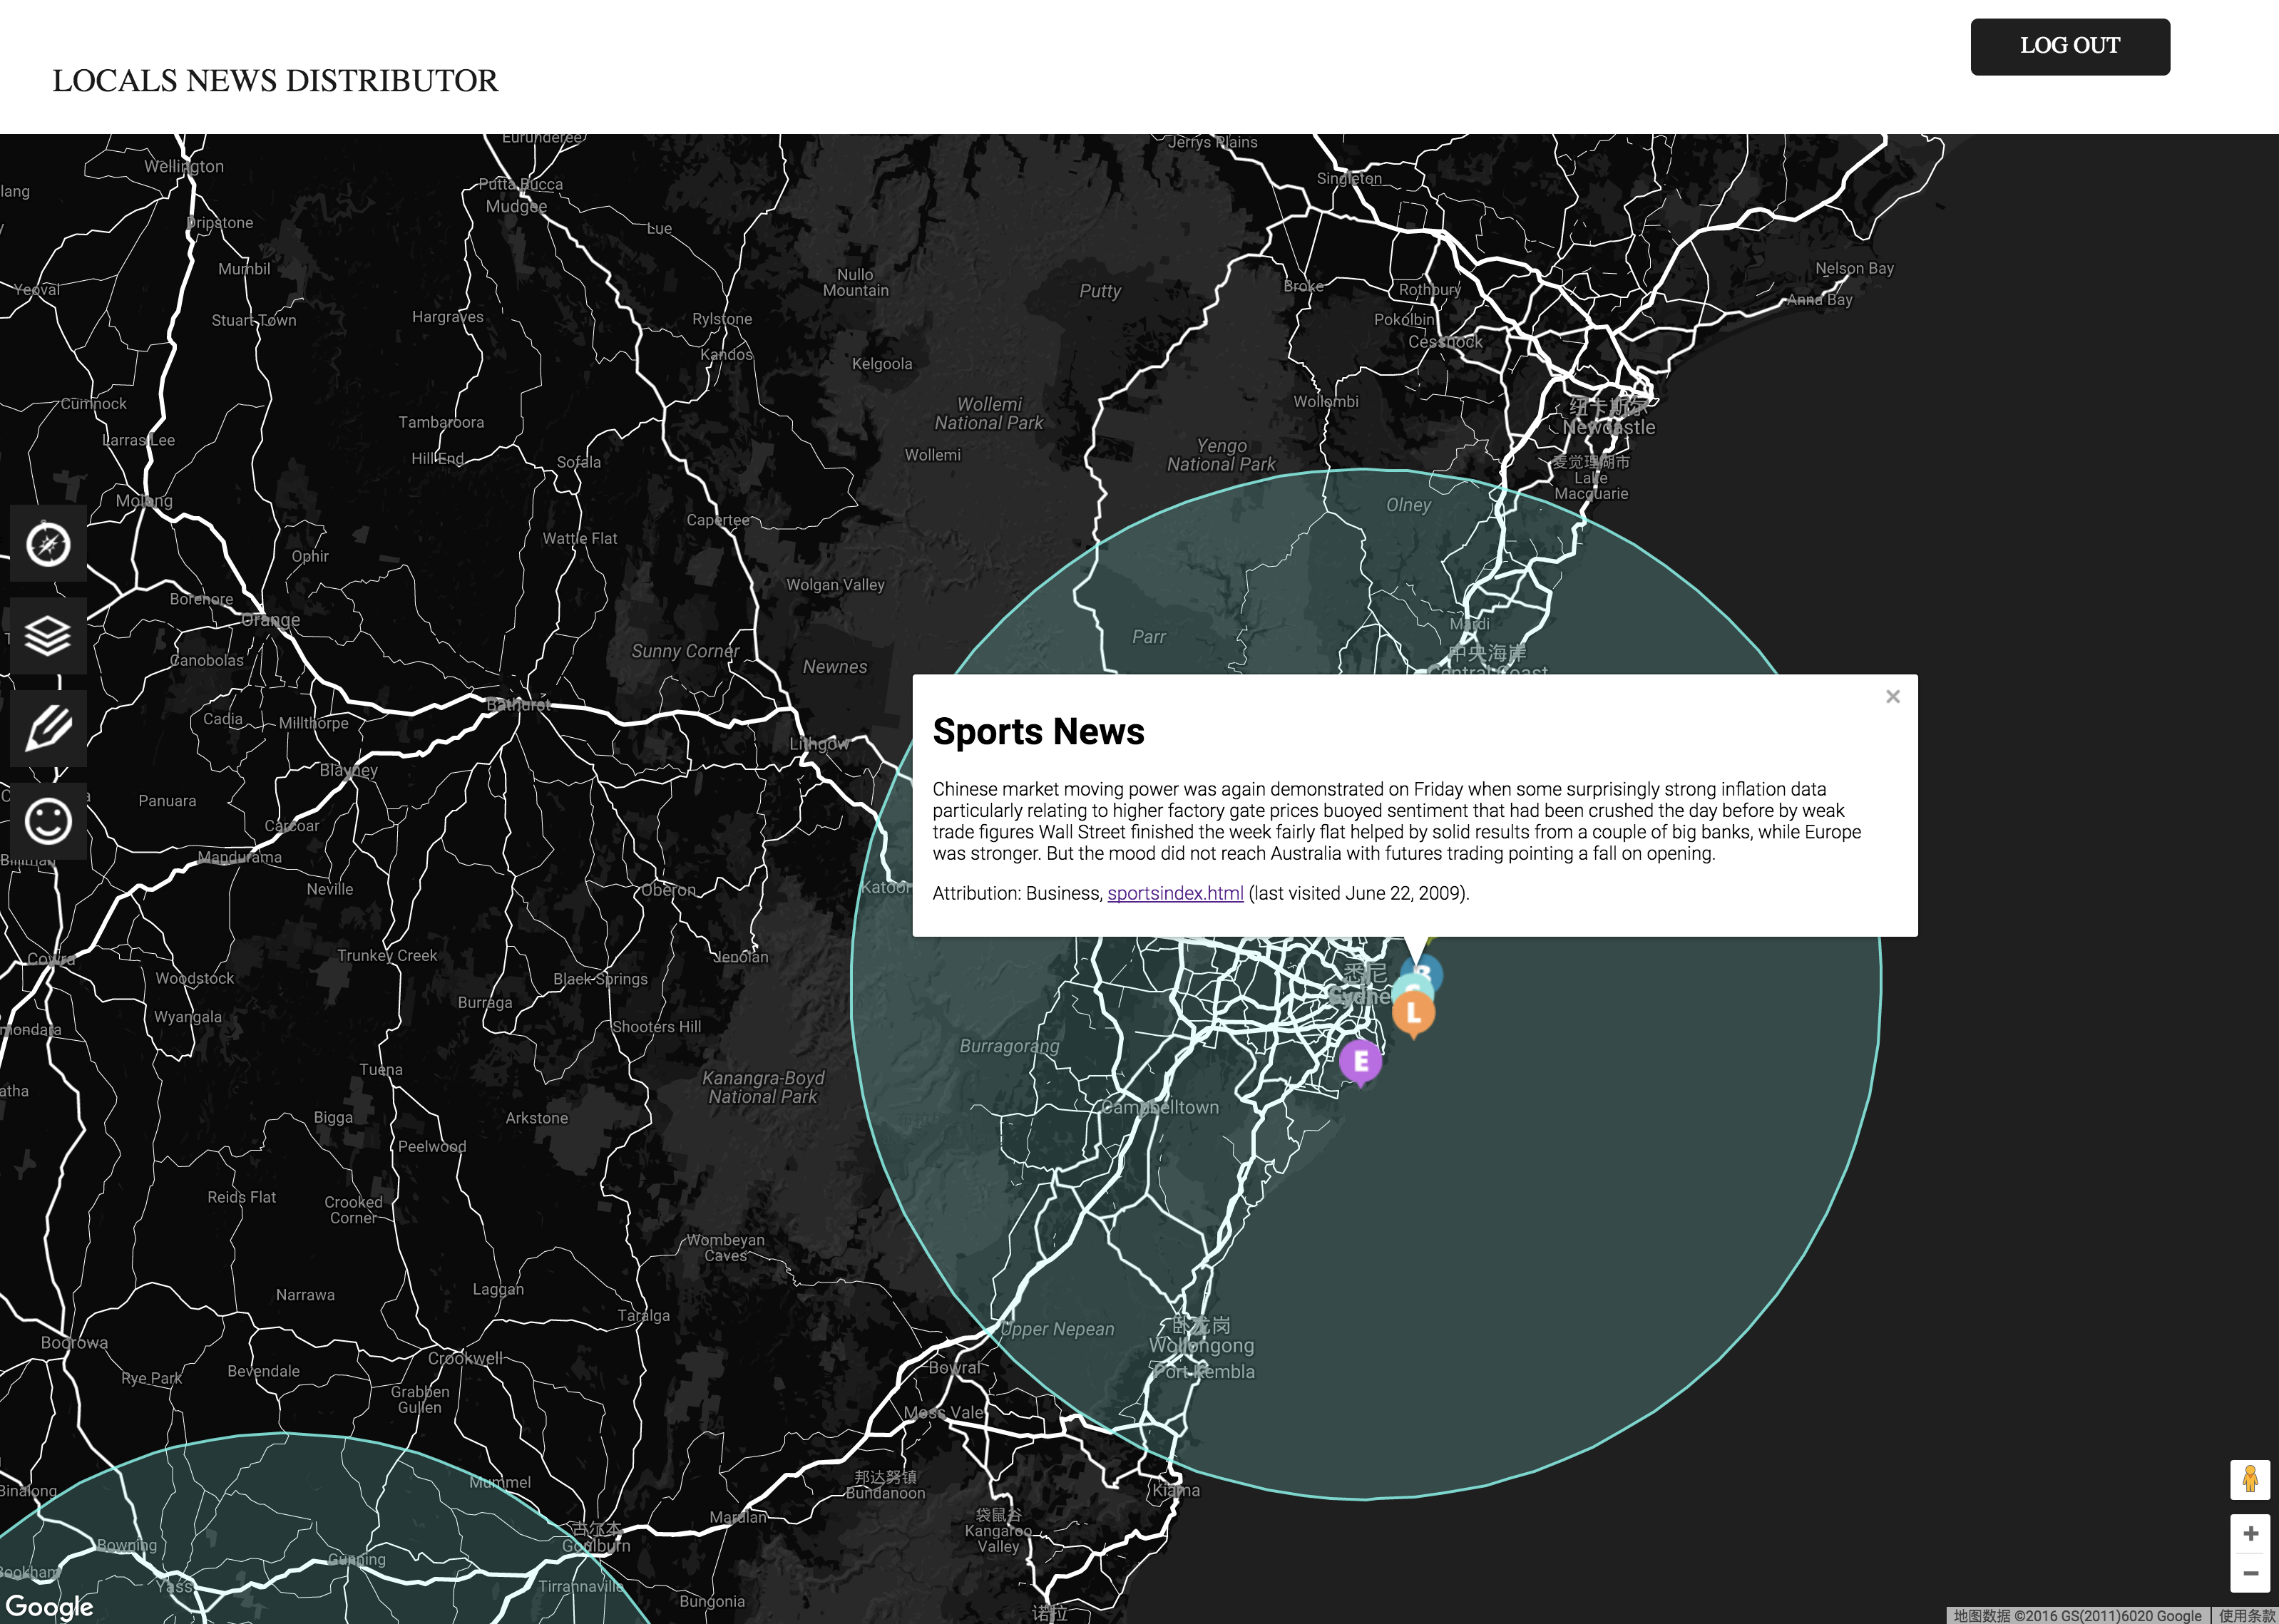 LOG OUT
LOCALS NEWS DISTRIBUTOR
Eurunderee
Jerrys Plains
Wellington
Singleton
Putta Bucca
Mudgee
lang
Dripstone
Lue
Mumbil
Nullo
Mountain
Nelson Bay
Yeoval
Putty
Broke
Rothbury
Anna Bay
Stuart Town
Hargraves
Rylstone
Pokolbin
Kandos
Cessnock
Kelgoola
Cumnock
Wollemi
National Park
Wollombi
纽卡斯尔
Newcastle
Tambaroora
Larras Lee
Hill End
Sofala
Wollemi
Yengo
National Park
麦觉理湖市
Lake
Macquarie
Molong
Olney
Capertee
Wattle Flat
Ophir
Wolgan Valley
Borenore
Orange
Mardi
Parr
Sunny Corner
中央海岸
Central Coast
Canobolas
Newnes
Bathurst
Cadia
Millthorpe
Lithgow
Sports News
Blayney
Chinese market moving power was again demonstrated on Friday when some surprisingly strong inflation data
particularly relating to higher factory gate prices buoyed sentiment that had been crushed the day before by weak
trade figures Wall Street finished the week fairly flat helped by solid results from a couple of big banks, while Europe
was stronger. But the mood did not reach Australia with futures trading pointing a fall on opening.
Attribution: Business, sportsindex.html (last visited June 22, 2009).
Panuara
Carcoar
Mandurama
Neville
Oberon
Katoo
Cowra
Trunkey Creek
Jenolan
Woodstock
Black Springs
悉尼
Sydne
B
L
E
Burraga
Wyangala
Shooters Hill
mondara
Burragorang
Tuena
Kanangra-Boyd
National Park
atha
Campbelltown
Bigga
Arkstone
Peelwood
Reids Flat
Crooked
Corner
Wombeyan
Caves
Laggan
Narrawa
Taralga
Upper Nepean
卧龙岗
Wollongong
Port Kembla
Boorowa
Crookwell
Bowral
Rye Park
Bevendale
Grabben
Gullen
Moss Vale
Mummel
邦达努镇
Bundanoon
Kiama
Binalong
袋鼠谷
Kangaroo
Valley
Marulan
古尔本
Goulburn
Bowning
Gunning
Bookham
Yass
Tirrannaville
Bungonia
诺拉
Google
地图数据 ©2016 GS(2011)6020 Google
使用条款